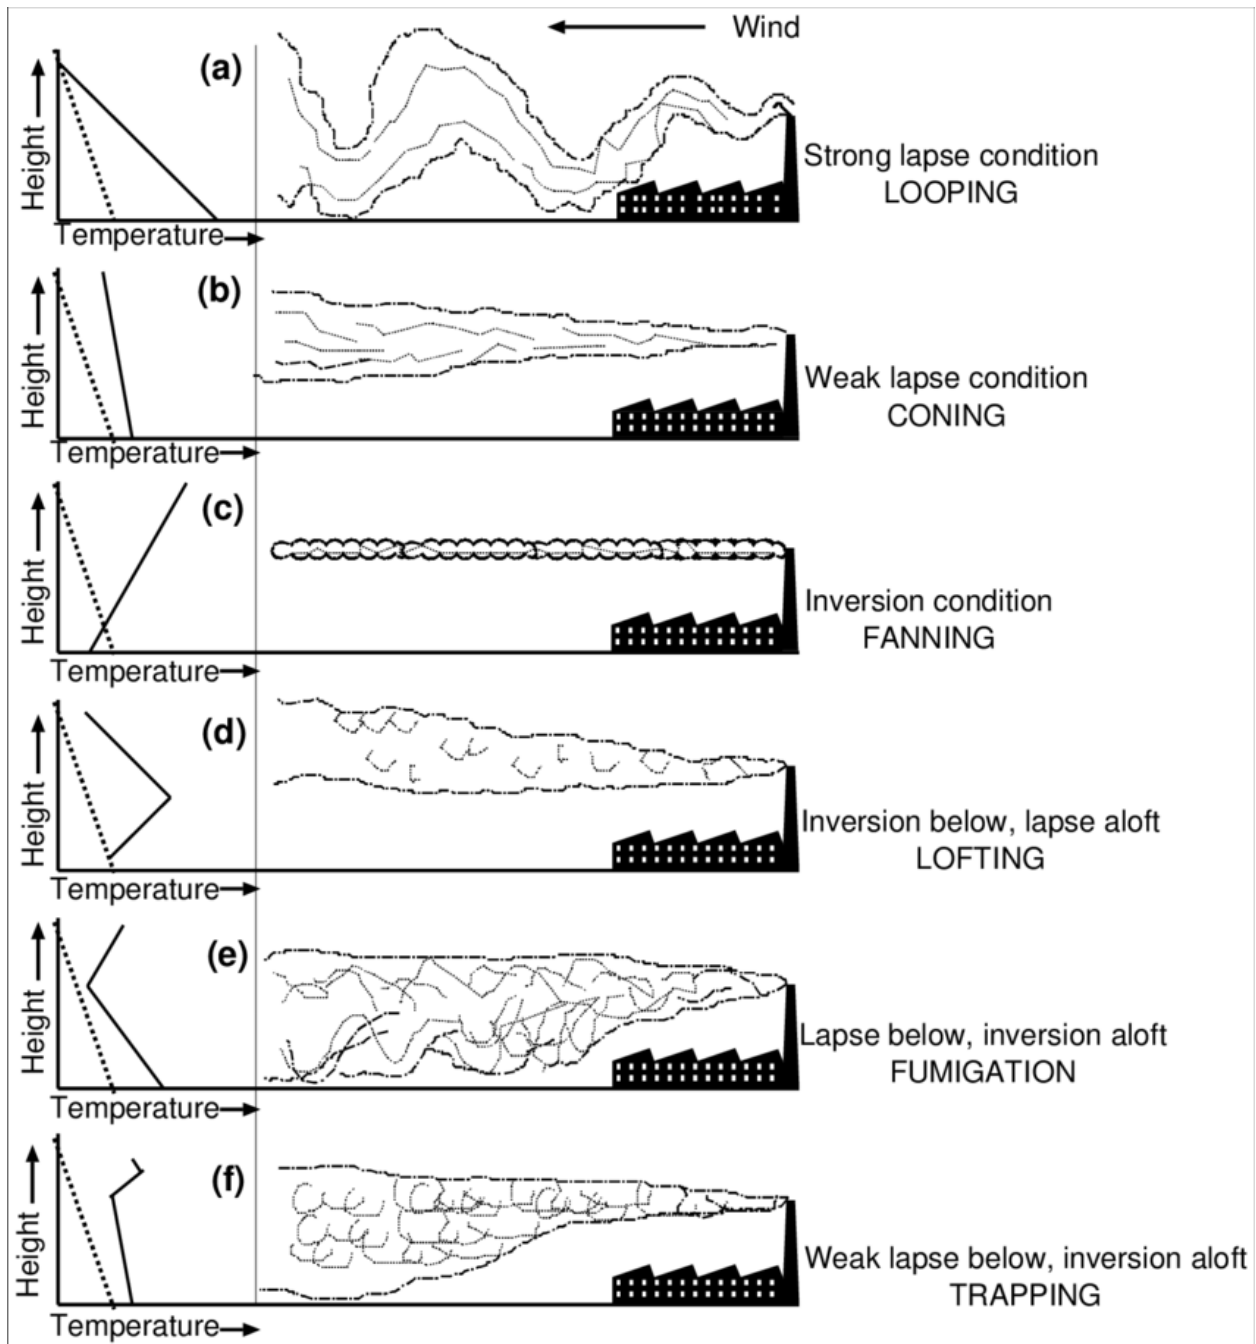 Wind
(a)
Height
Strong lapse condition
LOOPING
Temperature
(b)
Height
Weak lapse condition
CONING
Temperature
(c)
Height
Inversion condition
FANNING
Temperature
(d)
Height
Inversion below, lapse aloft
LOFTING
Temperature
(e)
Height
Lapse below, inversion aloft
FUMIGATION
Temperature
(f)
Height
Weak lapse below, inversion aloft
TRAPPING
Temperature